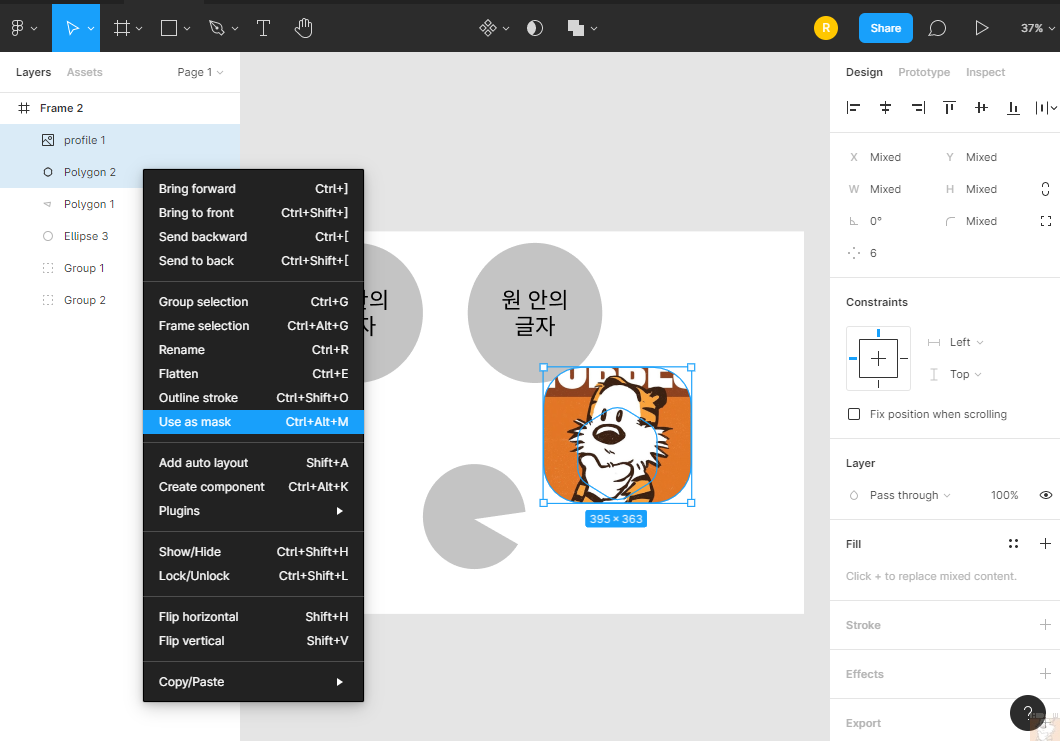 R
Share
37%
Layers
Assets
Page 1
Design
Prototype
Inspect
Frame 2
profile 1
Polygon 2
Polygon 1
Ellipse 3
Group 1
Group 2
Bring forward Ctrl+]
Bring to front Ctrl+Shift+]
Send backward Ctrl+[
Send to back Ctrl+Shift+[
Group selection Ctrl+G
Frame selection Ctrl+Alt+G
Rename Ctrl+R
Flatten Ctrl+E
Outline stroke Ctrl+Shift+O
Use as mask Ctrl+Alt+M
Add auto layout Shift+A
Create component Ctrl+Alt+K
Plugins
Show/Hide Ctrl+Shift+H
Lock/Unlock Ctrl+Shift+L
Flip horizontal Shift+H
Flip vertical Shift+V
Copy/Paste
원 안의
글자
395 × 363
X Mixed Y Mixed
W Mixed H Mixed
0° Mixed
6
Constraints
Left
Top
Fix position when scrolling
Layer
Pass through 100%
Fill
Click + to replace mixed content.
Stroke
Effects
Export
?